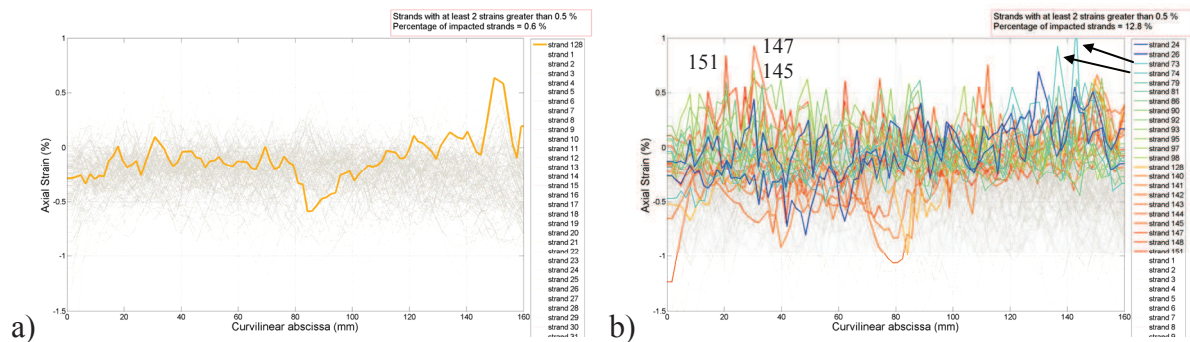 Strands with at least 2 strains greater than 0.5 %
Percentage of impacted strands = 0.6 %
1
0.5
0
-0.5
-1
-1.5
Axial Strain (%)
0 20 40 60 80 100 120 140 160
Curvilinear abscissa (mm)
strand 128
strand 1
strand 2
strand 3
strand 4
strand 5
strand 6
strand 7
strand 8
strand 9
strand 10
strand 11
strand 12
strand 13
strand 14
strand 15
strand 16
strand 17
strand 18
strand 19
strand 20
strand 21
strand 22
strand 23
strand 24
strand 25
strand 26
strand 27
strand 28
strand 29
strand 30
strand 31
a)
Strands with at least 2 strains greater than 0.5 %
Percentage of impacted strands = 12.8 %
1
0.5
0
-0.5
-1
-1.5
Axial Strain (%)
0 20 40 60 80 100 120 140 160
Curvilinear abscissa (mm)
151
147
145
strand 24
strand 26
strand 73
strand 74
strand 79
strand 81
strand 86
strand 90
strand 92
strand 93
strand 95
strand 97
strand 98
strand 128
strand 140
strand 141
strand 142
strand 143
strand 144
strand 145
strand 147
strand 148
strand 151
strand 1
strand 2
strand 3
strand 4
strand 5
strand 6
strand 7
strand 8
strand 9
b)